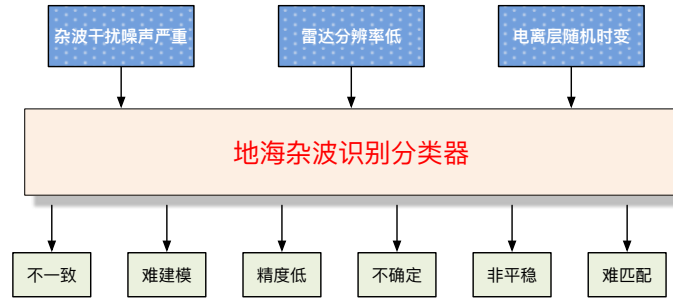 杂波干扰噪声严重
雷达分辨率低
电离层随机时变
地海杂波识别分类器
不一致
难建模
精度低
不确定
非平稳
难匹配